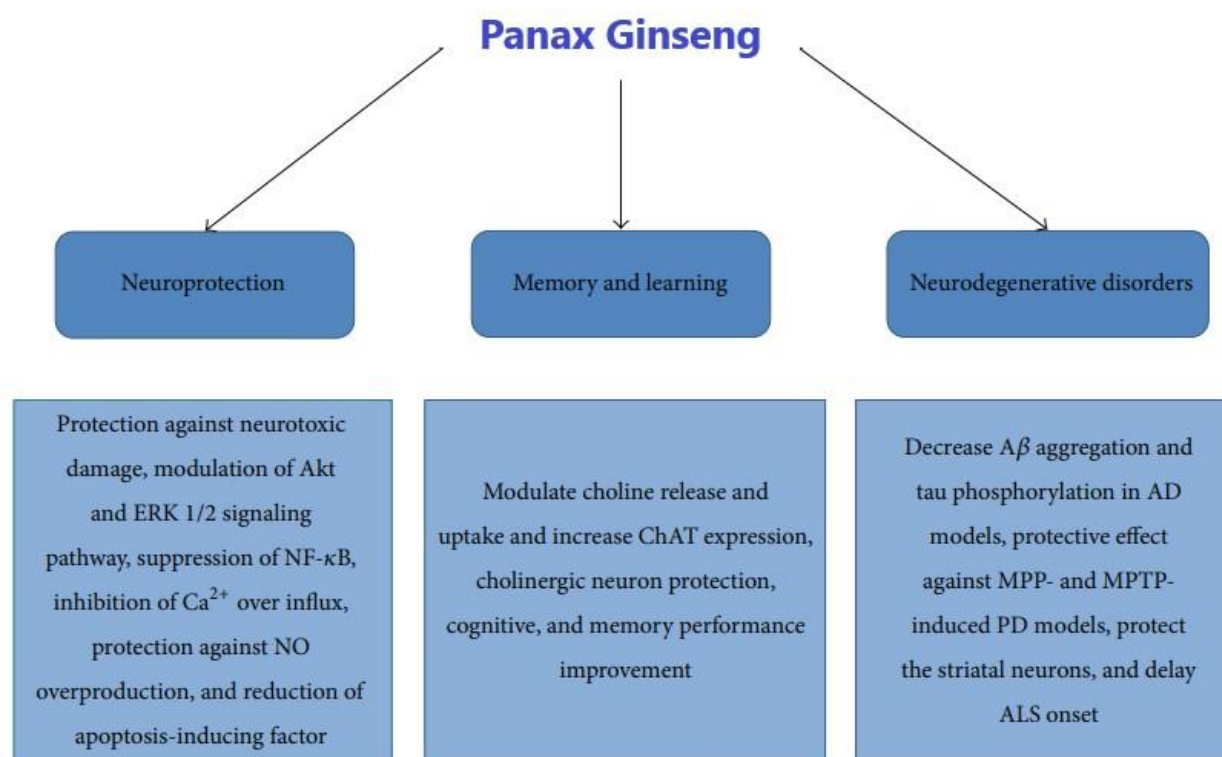 Panax Ginseng
Neuroprotection
Memory and learning
Neurodegenerative disorders
Protection against neurotoxic
damage, modulation of Akt
and ERK 1/2 signaling
pathway, suppression of NF-κB,
inhibition of Ca²⁺ over influx,
protection against NO
overproduction, and reduction of
apoptosis-inducing factor
Modulate choline release and
uptake and increase ChAT expression,
cholinergic neuron protection,
cognitive, and memory performance
improvement
Decrease Aβ aggregation and
tau phosphorylation in AD
models, protective effect
against MPP- and MPTP-
induced PD models, protect
the striatal neurons, and delay
ALS onset